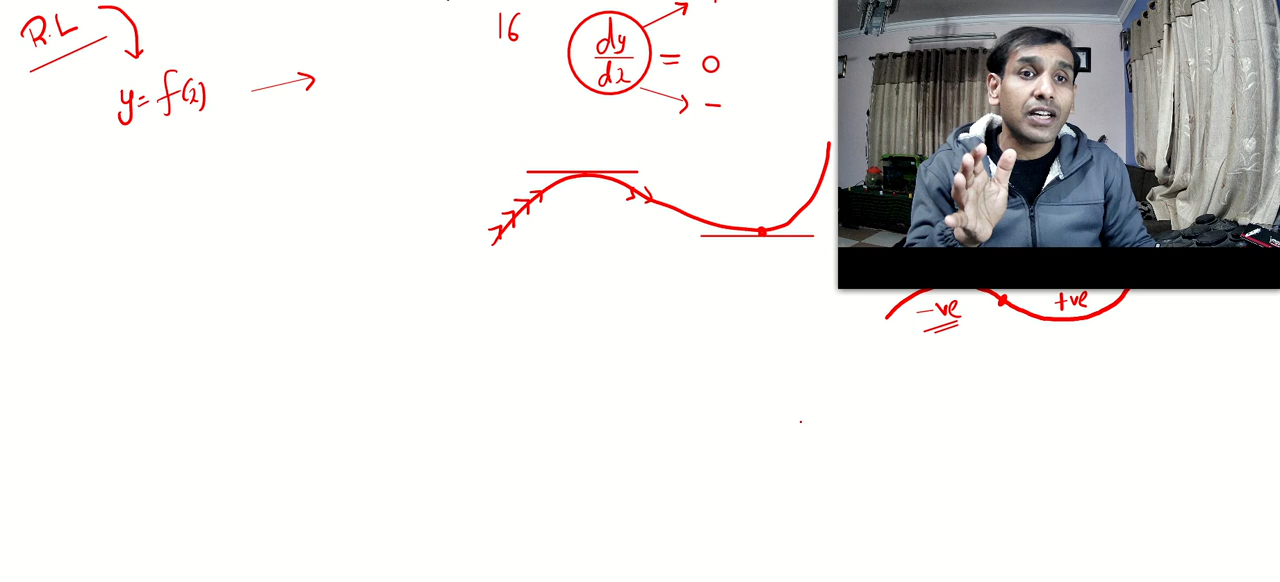 R.L
y = f(x)
16
dy/dx = 0
-
-ve
+ve